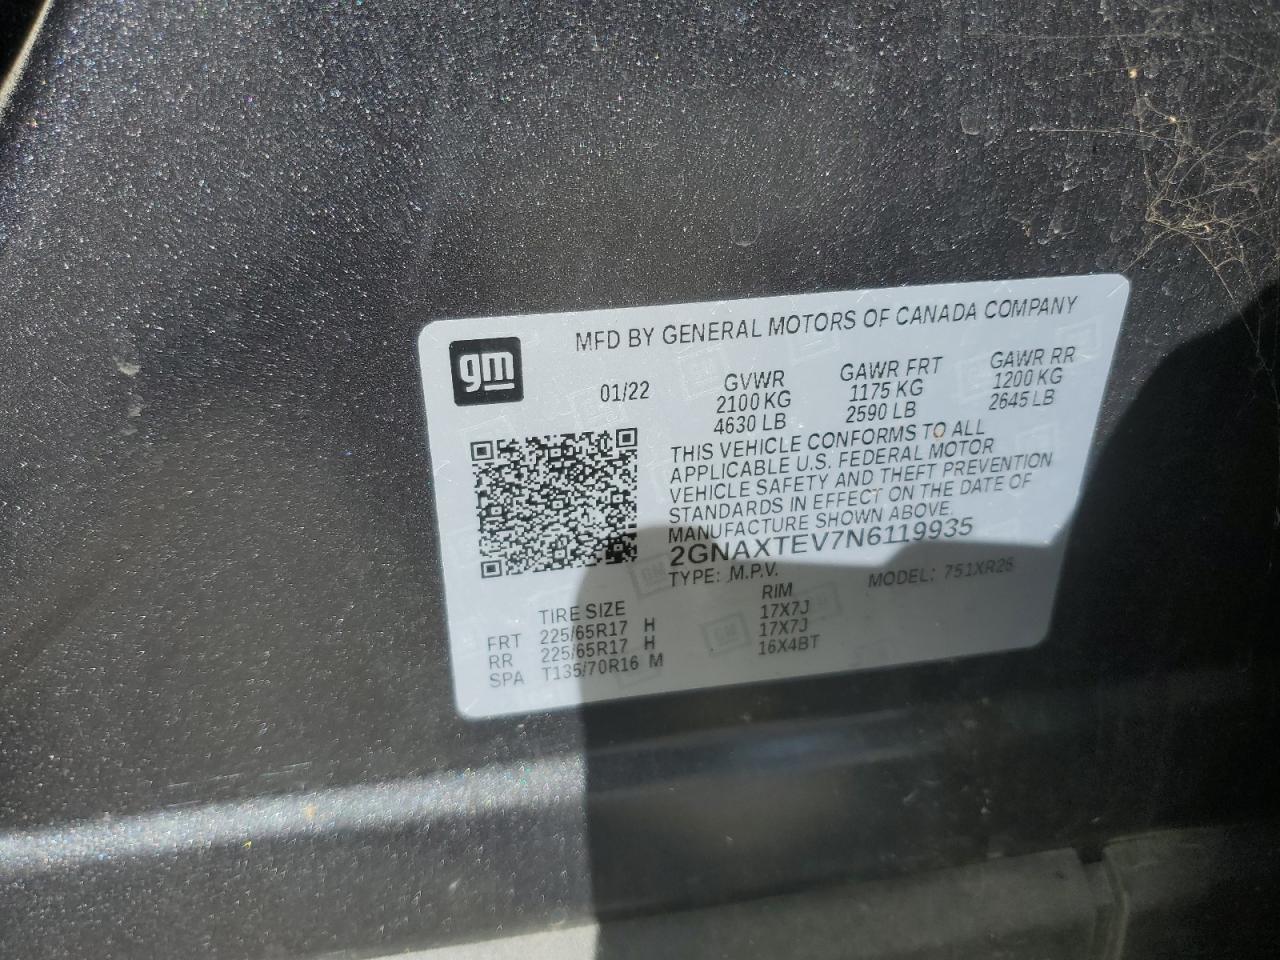 gm
MFD BY GENERAL MOTORS OF CANADA COMPANY
01/22 GVWR GAWR FRT GAWR RR
2100 KG 1175 KG 1200 KG
4630 LB 2590 LB 2645 LB
THIS VEHICLE CONFORMS TO ALL
APPLICABLE U.S. FEDERAL MOTOR
VEHICLE SAFETY AND THEFT PREVENTION
STANDARDS IN EFFECT ON THE DATE OF
MANUFACTURE SHOWN ABOVE.
2GNAXTEV7N6119935
TYPE: M.P.V. MODEL: 751XR26
TIRE SIZE RIM
FRT 225/65R17 H 17X7J
RR 225/65R17 H 17X7J
SPA T135/70R16 M 16X4BT